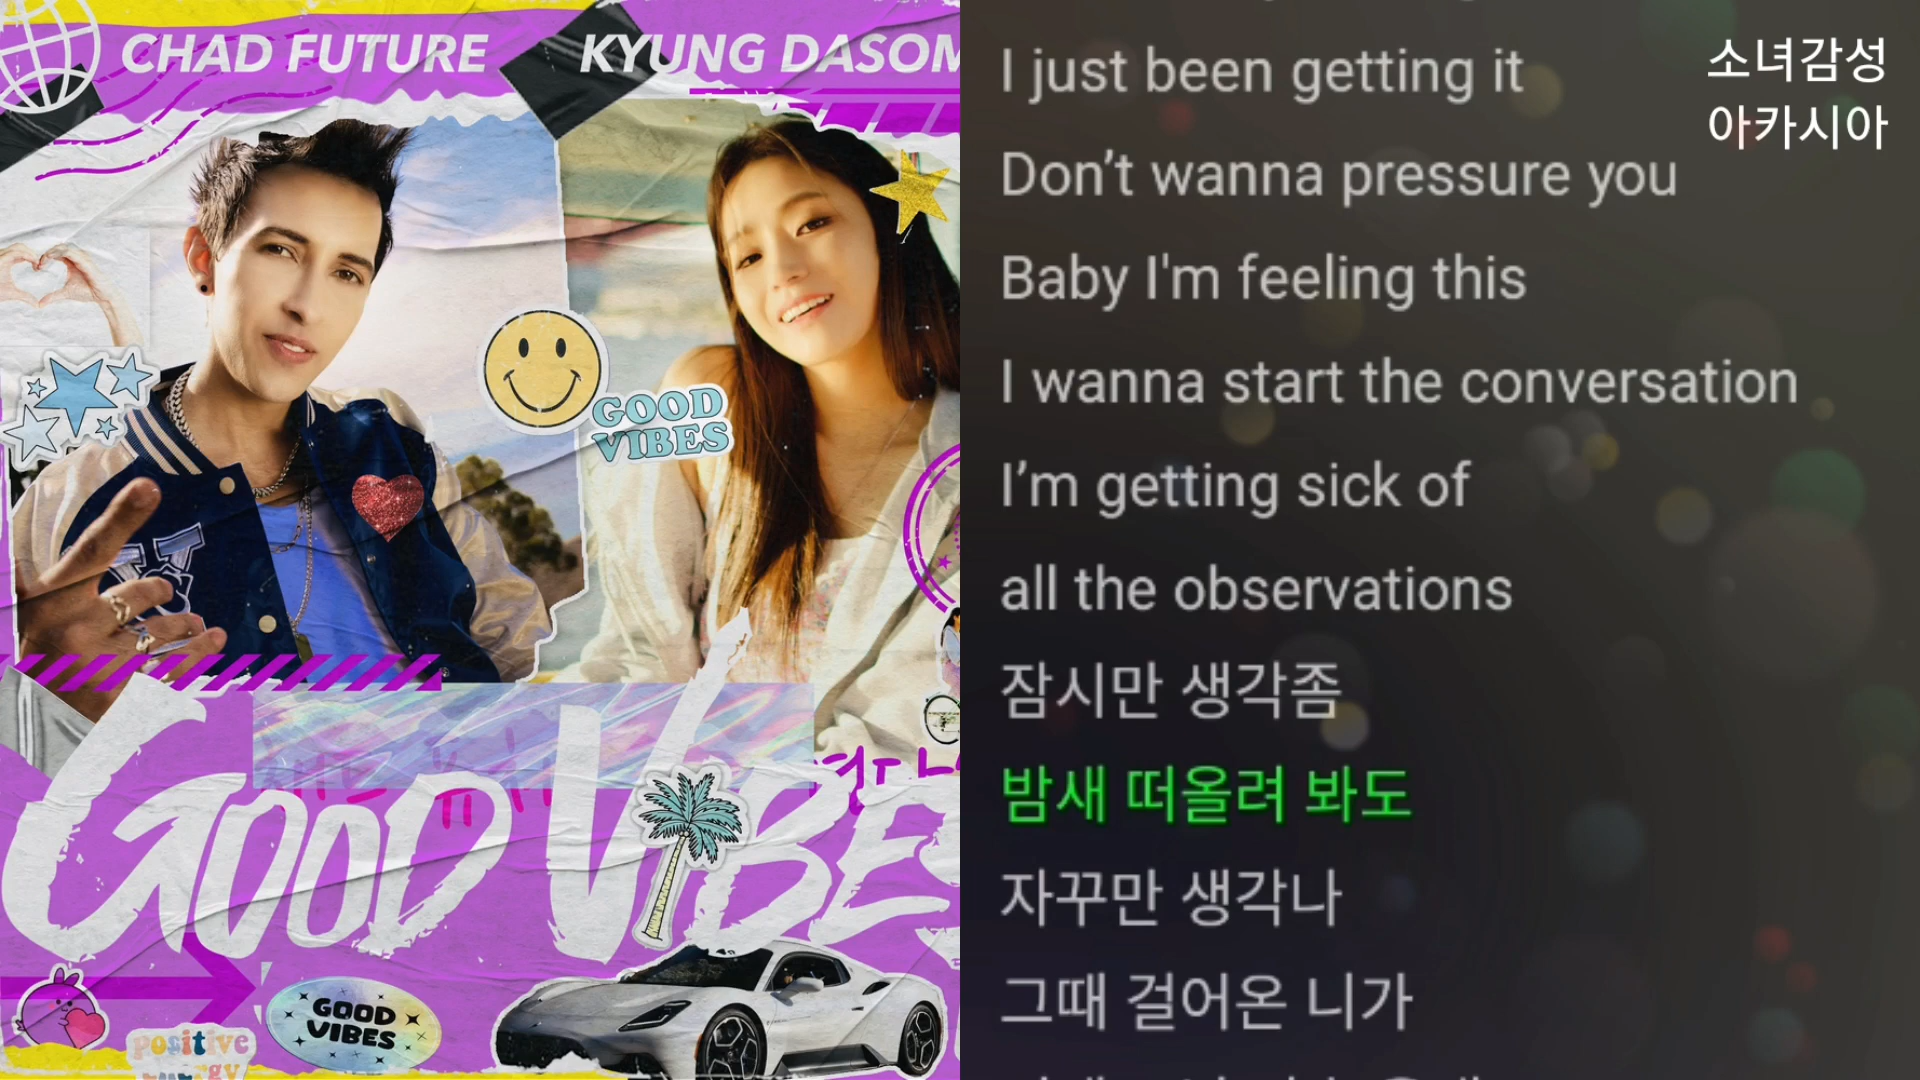 CHAD FUTURE
KYUNG DASOM
GOOD
VIBES
GOOD VIBES
GOOD
VIBES
positive
energy
소녀감성
아카시아
I just been getting it
Don’t wanna pressure you
Baby I'm feeling this
I wanna start the conversation
I’m getting sick of
all the observations
잠시만 생각좀
밤새 떠올려 봐도
자꾸만 생각나
그때 걸어온 니가